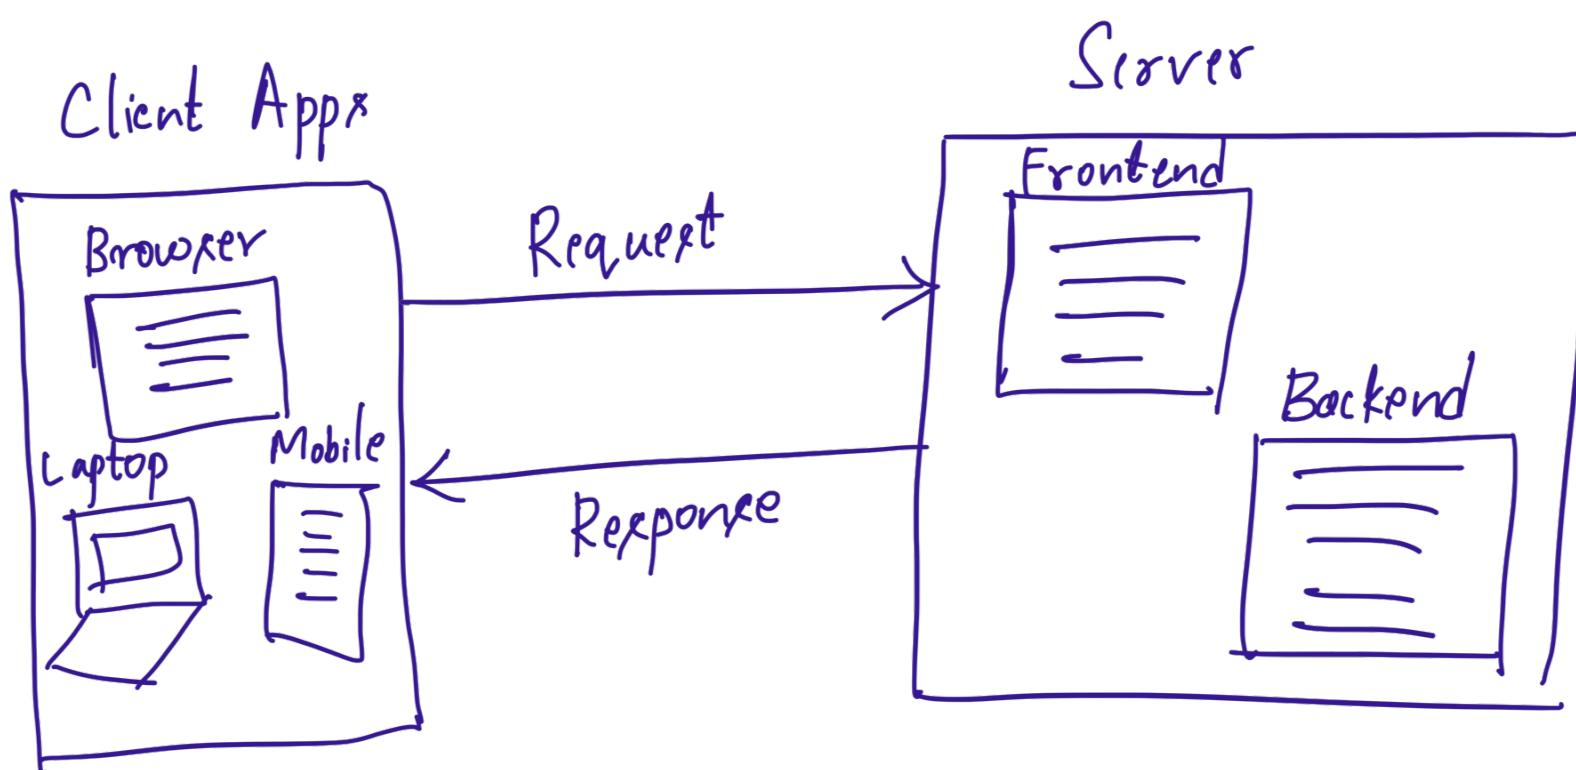 Client Apps
Browser
Laptop
Mobile
Request
Response
Server
Frontend
Backend